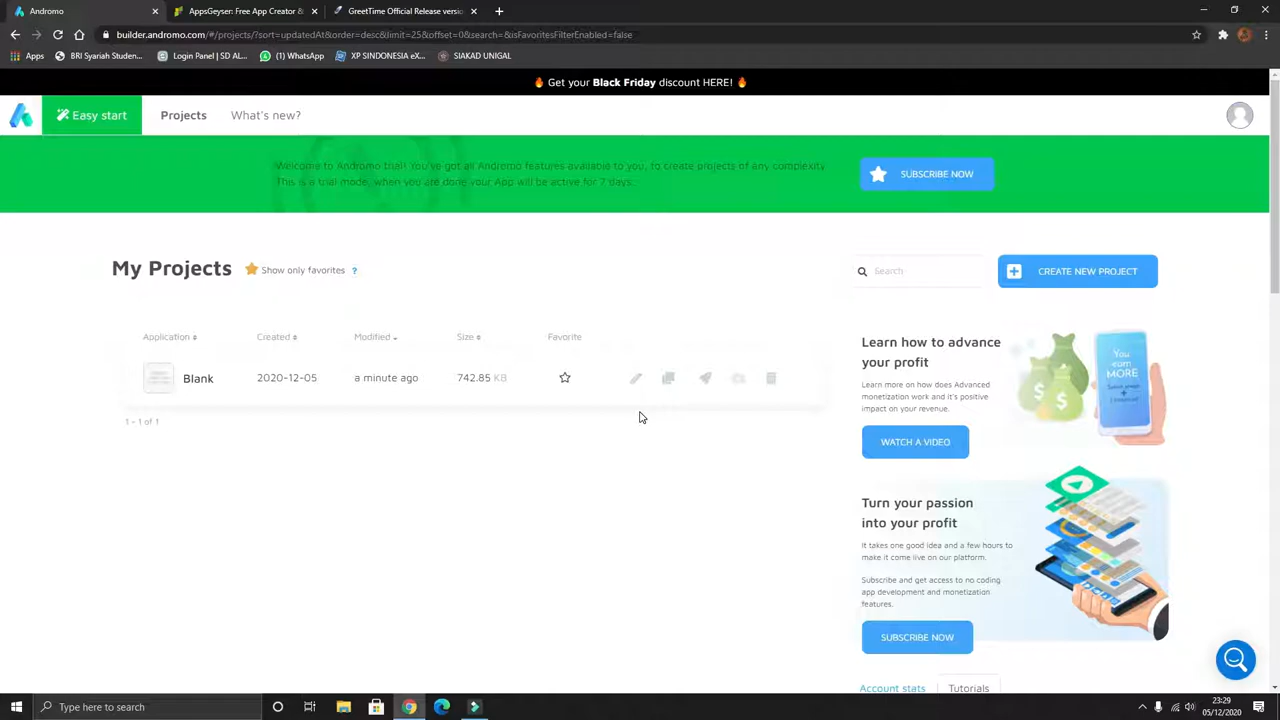 Andromo
AppsGeyser: Free App Creator &
GreetTime Official Release versio
builder.andromo.com/#/projects/?sort=updatedAt&order=desc&limit=25&offset=0&search=&isFavoritesFilterEnabled=false
Apps
BRI Syariah Studen...
Login Panel | SD AL...
(1) WhatsApp
XP SINDONESIA eX...
SIAKAD UNIGAL
Get your Black Friday discount HERE!
Easy start
Projects
What's new?
Welcome to Andromo trial! You've got all Andromo features available to you, to create projects of any complexity.
This is a trial mode, when you are done your App will be active for 7 days.
SUBSCRIBE NOW
My Projects
Show only favorites ?
Search
CREATE NEW PROJECT
Application
Created
Modified
Size
Favorite
Blank
2020-12-05
a minute ago
742.85 KB
1 - 1 of 1
Learn how to advance
your profit
Learn more on how does Advanced
monetization work and it's positive
impact on your revenue.
WATCH A VIDEO
You
earn
MORE
Turn your passion
into your profit
It takes one good idea and a few hours to
make it come live on our platform.
Subscribe and get access to no coding
app development and monetization
features.
SUBSCRIBE NOW
Account stats
Tutorials
Type here to search
23:29
05/12/2020